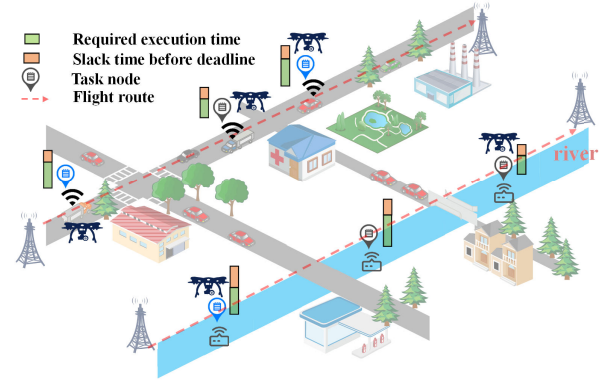 Required execution time
Slack time before deadline
Task node
Flight route
river